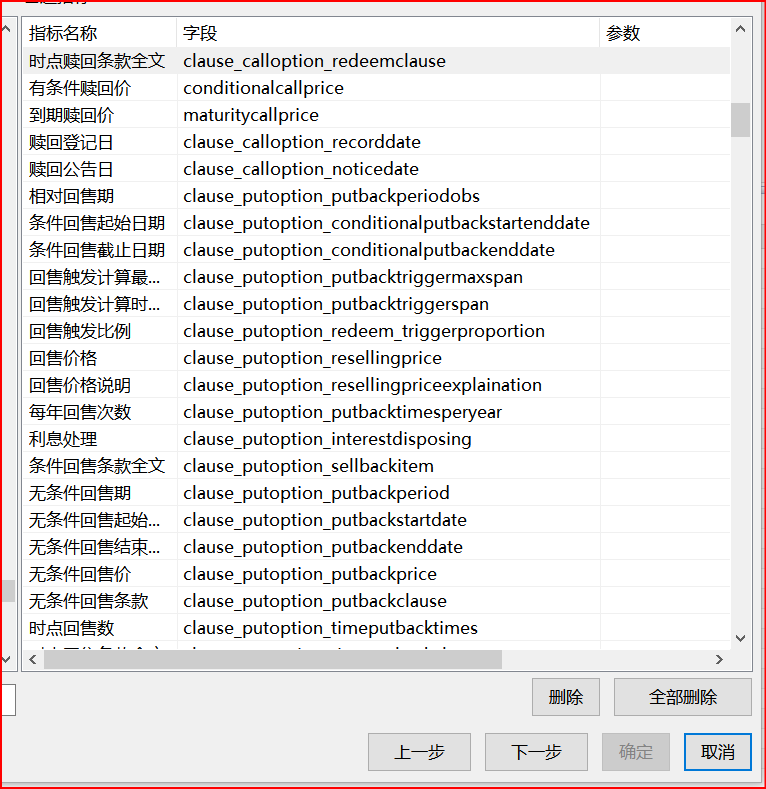 指标名称 字段 参数
时点赎回条款全文 clause_calloption_redeemclause
有条件赎回价 conditionalcallprice
到期赎回价 maturitycallprice
赎回登记日 clause_calloption_recorddate
赎回公告日 clause_calloption_noticedate
相对回售期 clause_putoption_putbackperiodobs
条件回售起始日期 clause_putoption_conditionalputbackstartenddate
条件回售截止日期 clause_putoption_conditionalputbackenddate
回售触发计算最... clause_putoption_putbacktriggermaxspan
回售触发计算时... clause_putoption_putbacktriggerspan
回售触发比例 clause_putoption_redeem_triggerproportion
回售价格 clause_putoption_resellingprice
回售价格说明 clause_putoption_resellingpriceexplaination
每年回售次数 clause_putoption_putbacktimesperyear
利息处理 clause_putoption_interestdisposing
条件回售条款全文 clause_putoption_sellbackitem
无条件回售期 clause_putoption_putbackperiod
无条件回售起始... clause_putoption_putbackstartdate
无条件回售结束... clause_putoption_putbackenddate
无条件回售价 clause_putoption_putbackprice
无条件回售条款 clause_putoption_putbackclause
时点回售数 clause_putoption_timeputbacktimes
删除 全部删除
上一步 下一步 确定 取消